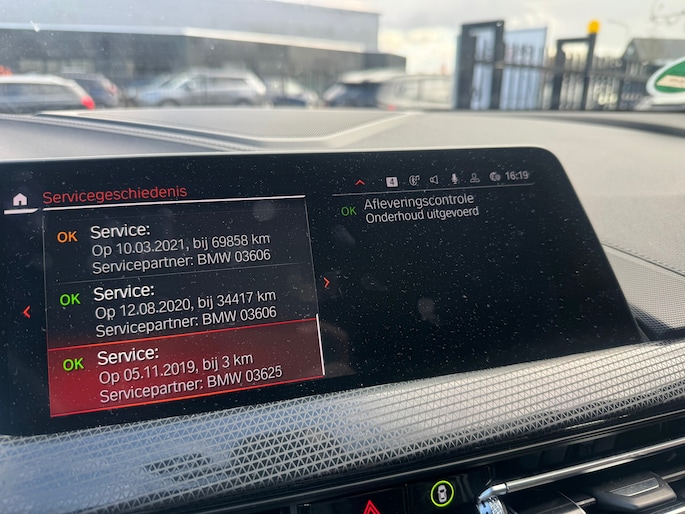 Servicegeschiedenis
4
16:19
OK
Service:
Op 10.03.2021, bij 69858 km
Servicepartner: BMW 03606
OK
Service:
Op 12.08.2020, bij 34417 km
Servicepartner: BMW 03606
OK
Service:
Op 05.11.2019, bij 3 km
Servicepartner: BMW 03625
OK
Afleveringscontrole
Onderhoud uitgevoerd